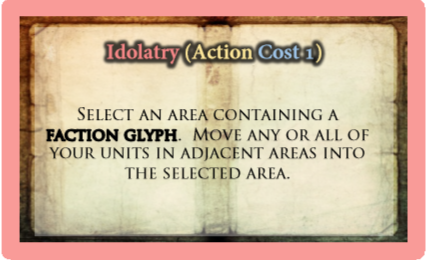 Idolatry (Action Cost 1)
Select an area containing a
faction glyph. Move any or all of
your units in adjacent areas into
the selected area.